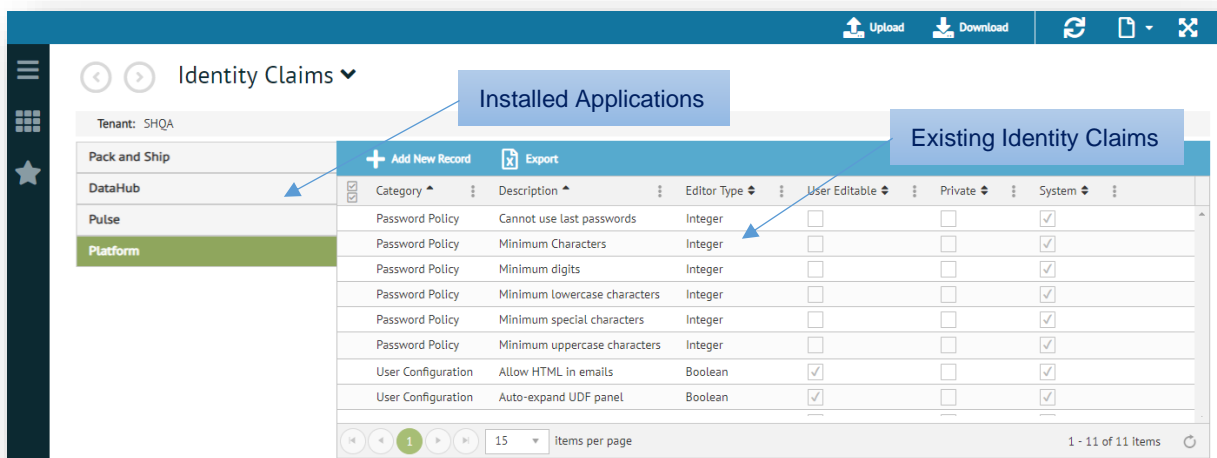 Upload Download
Identity Claims
Installed Applications
Existing Identity Claims
Tenant: SHQA
Pack and Ship
DataHub
Pulse
Platform
Add New Record Export
Category Description Editor Type User Editable Private System
Password Policy Cannot use last passwords Integer
Password Policy Minimum Characters Integer
Password Policy Minimum digits Integer
Password Policy Minimum lowercase characters Integer
Password Policy Minimum special characters Integer
Password Policy Minimum uppercase characters Integer
User Configuration Allow HTML in emails Boolean
User Configuration Auto-expand UDF panel Boolean
1 15 items per page 1 - 11 of 11 items